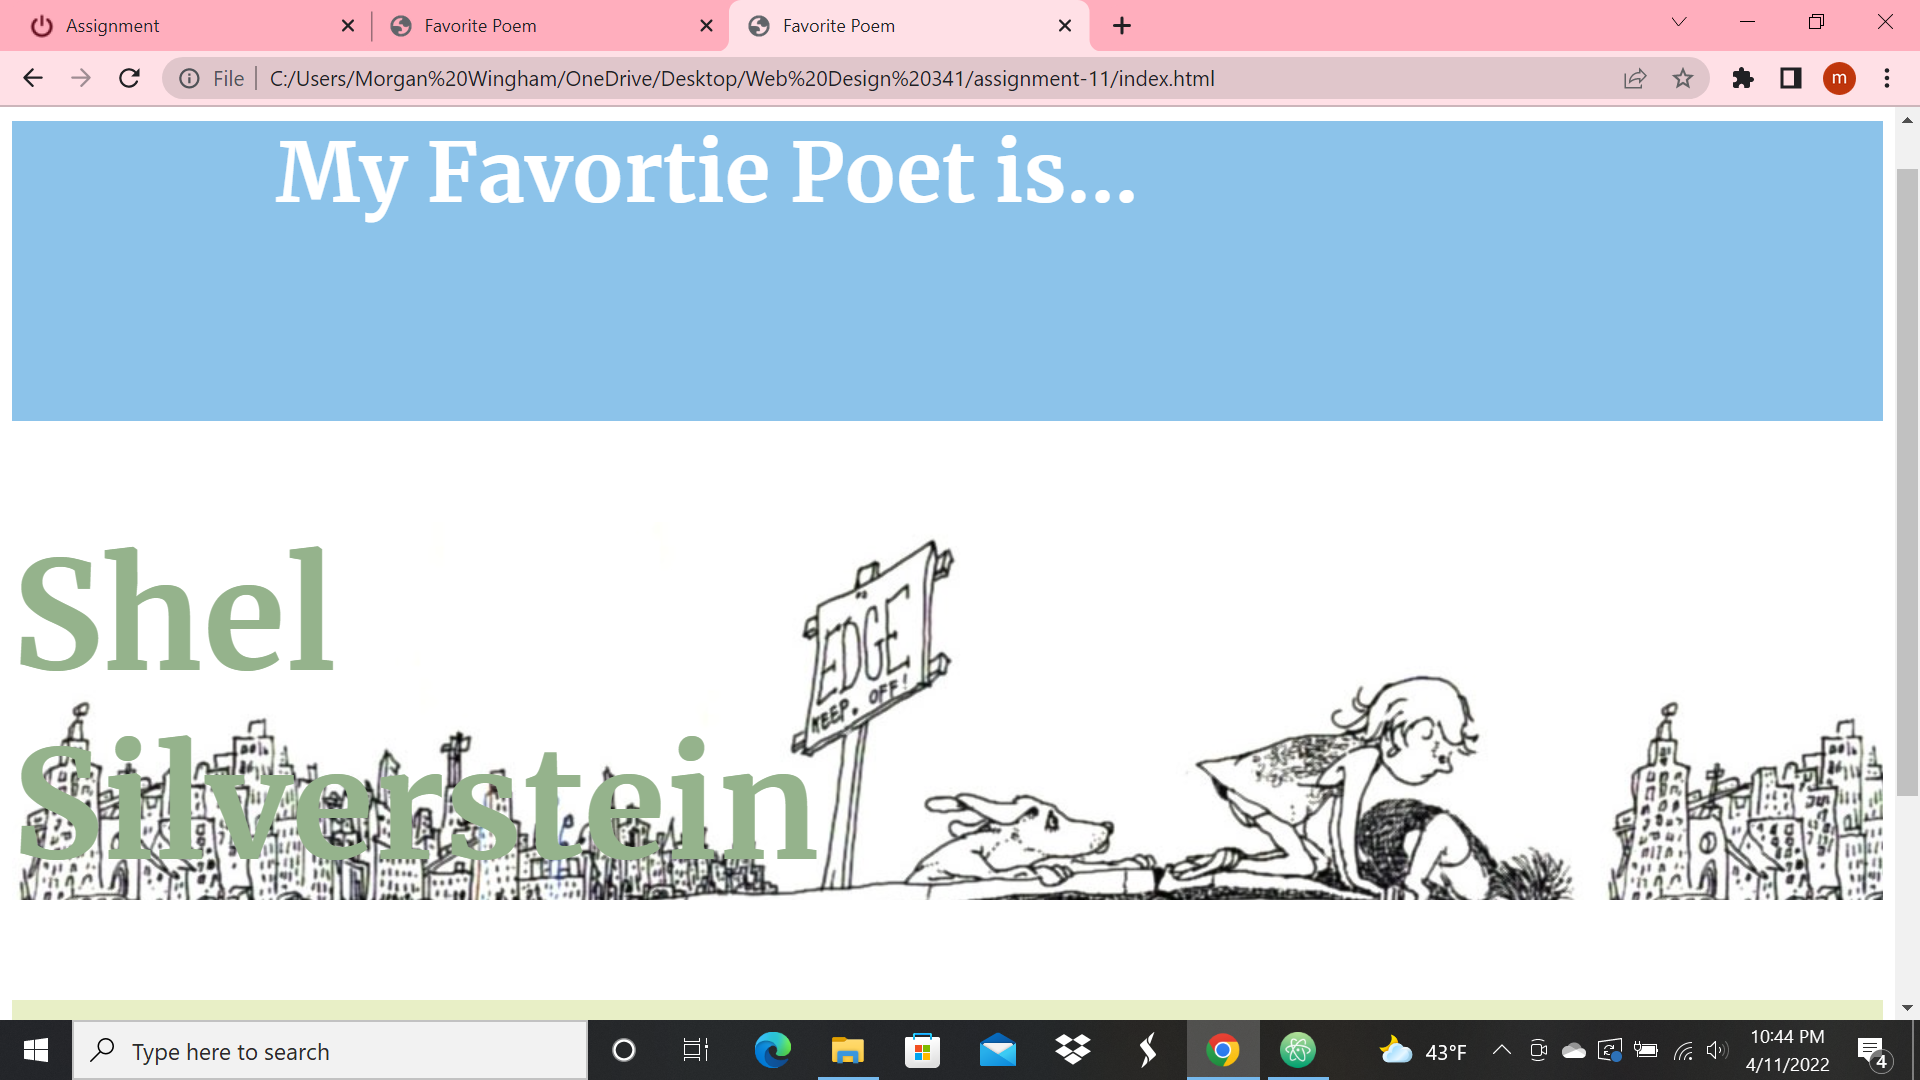 Assignment
Favorite Poem
Favorite Poem
File
C:/Users/Morgan%20Wingham/OneDrive/Desktop/Web%20Design%20341/assignment-11/index.html
m
My Favortie Poet is...
Shel
Silverstein
EDGE
KEEP. OFF!
Type here to search
43°F
10:44 PM
4/11/2022
4